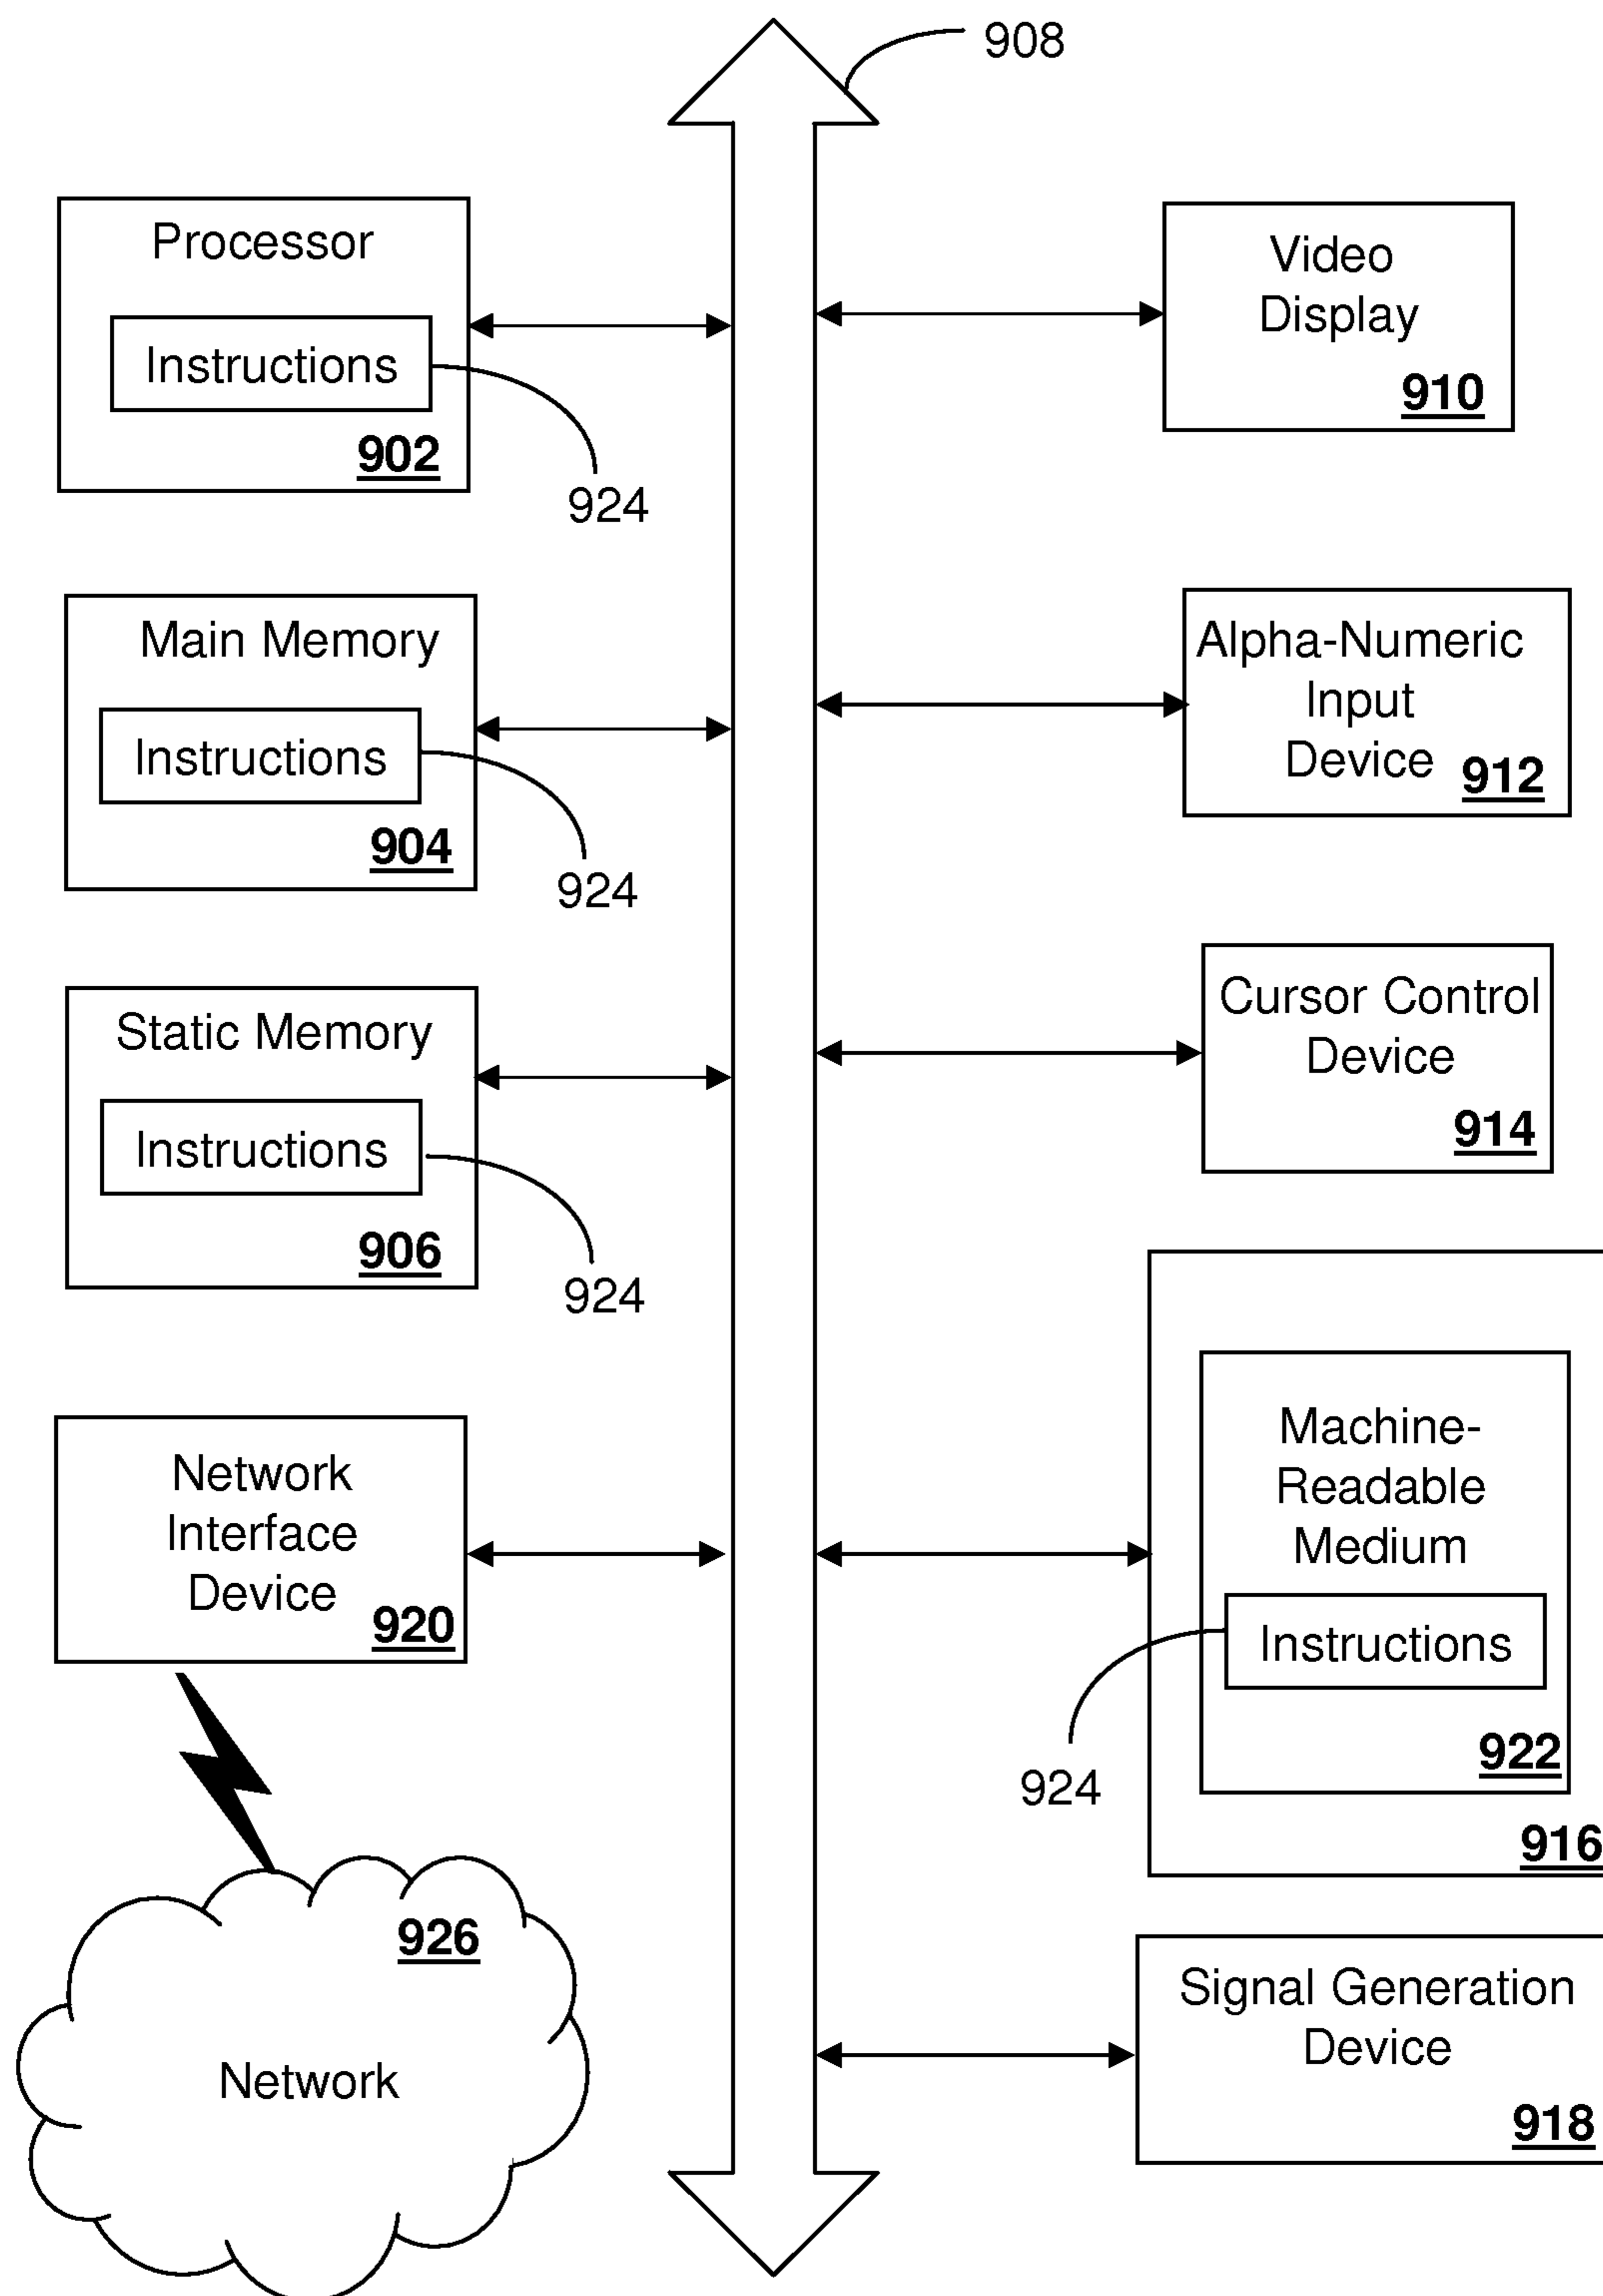 908
Processor
Instructions
902
924
Main Memory
Instructions
904
924
Static Memory
Instructions
906
924
Network
Interface
Device
920
926
Network
Video
Display
910
Alpha-Numeric
Input
Device
912
Cursor Control
Device
914
Machine-
Readable
Medium
Instructions
922
924
916
Signal Generation
Device
918